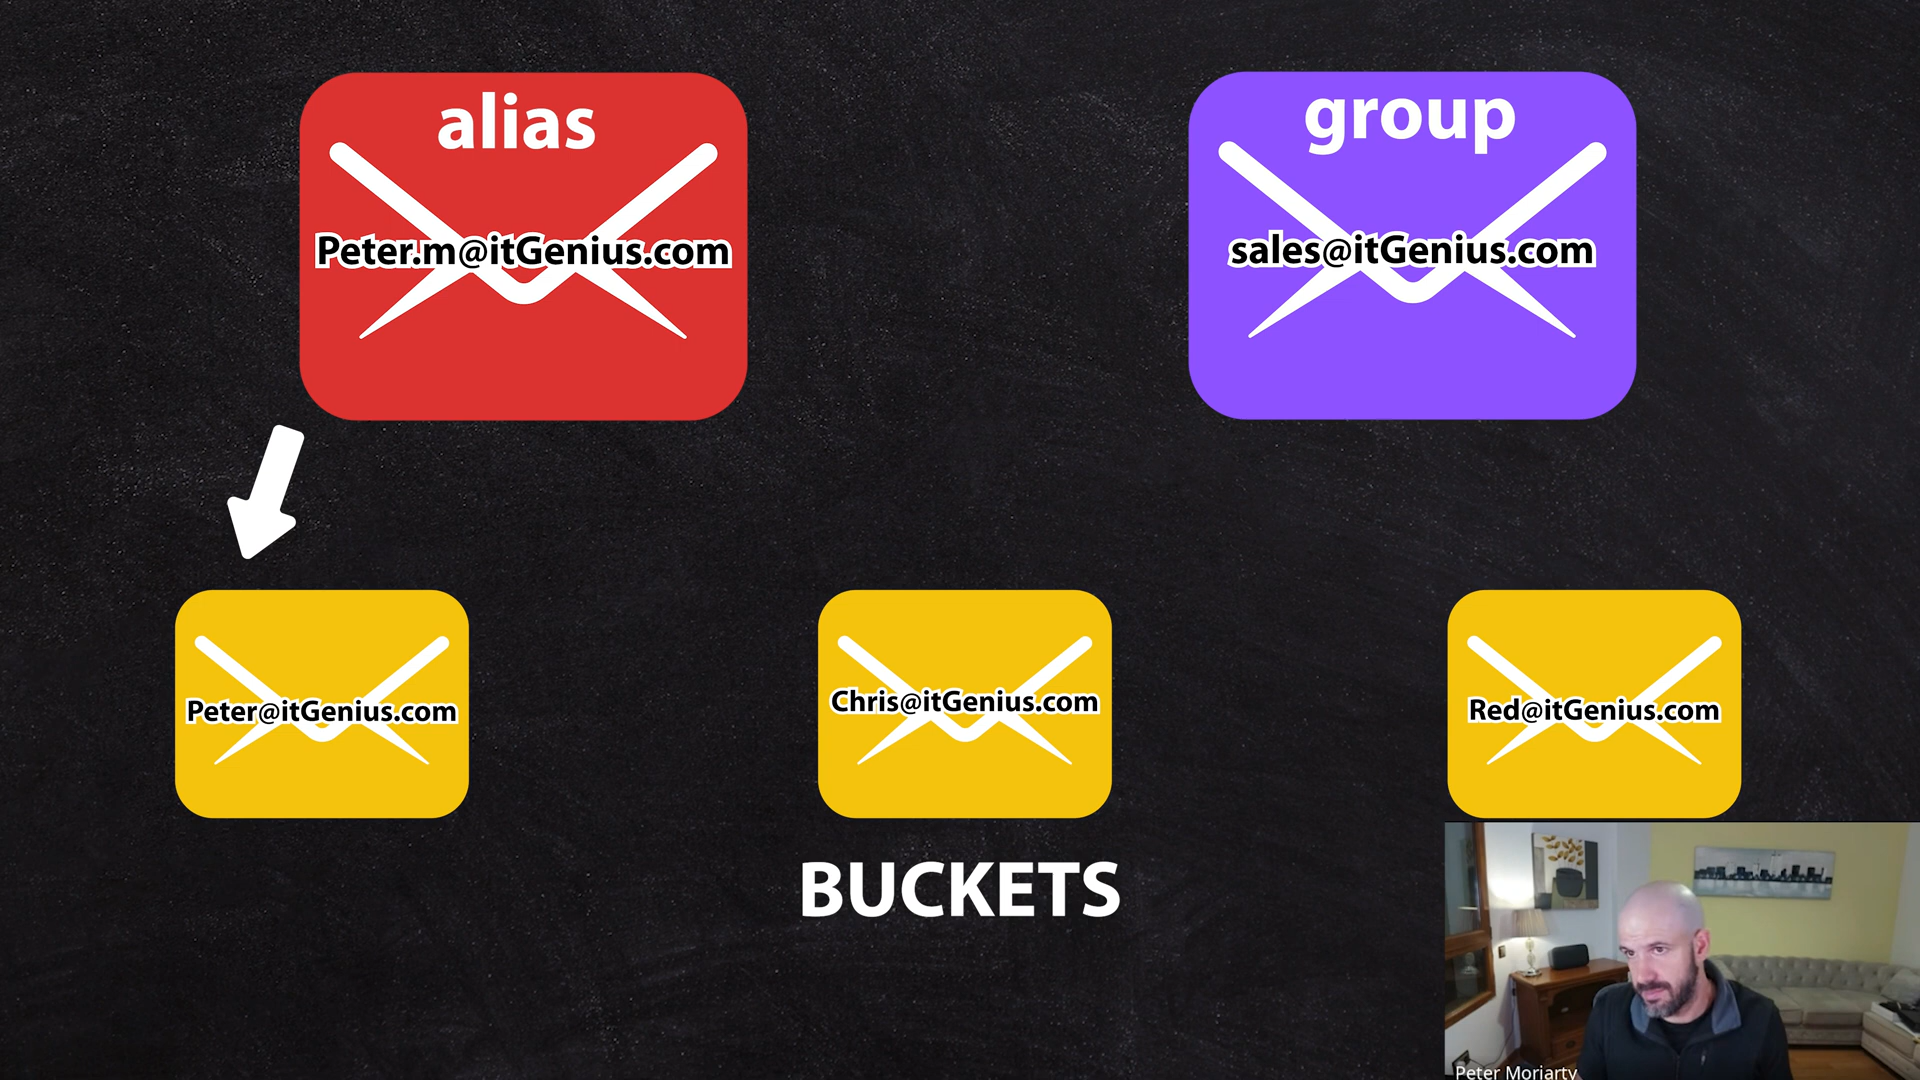 alias
group
Peter.m@itGenius.com
sales@itGenius.com
Peter@itGenius.com
Chris@itGenius.com
Red@itGenius.com
BUCKETS
Peter Moriarty